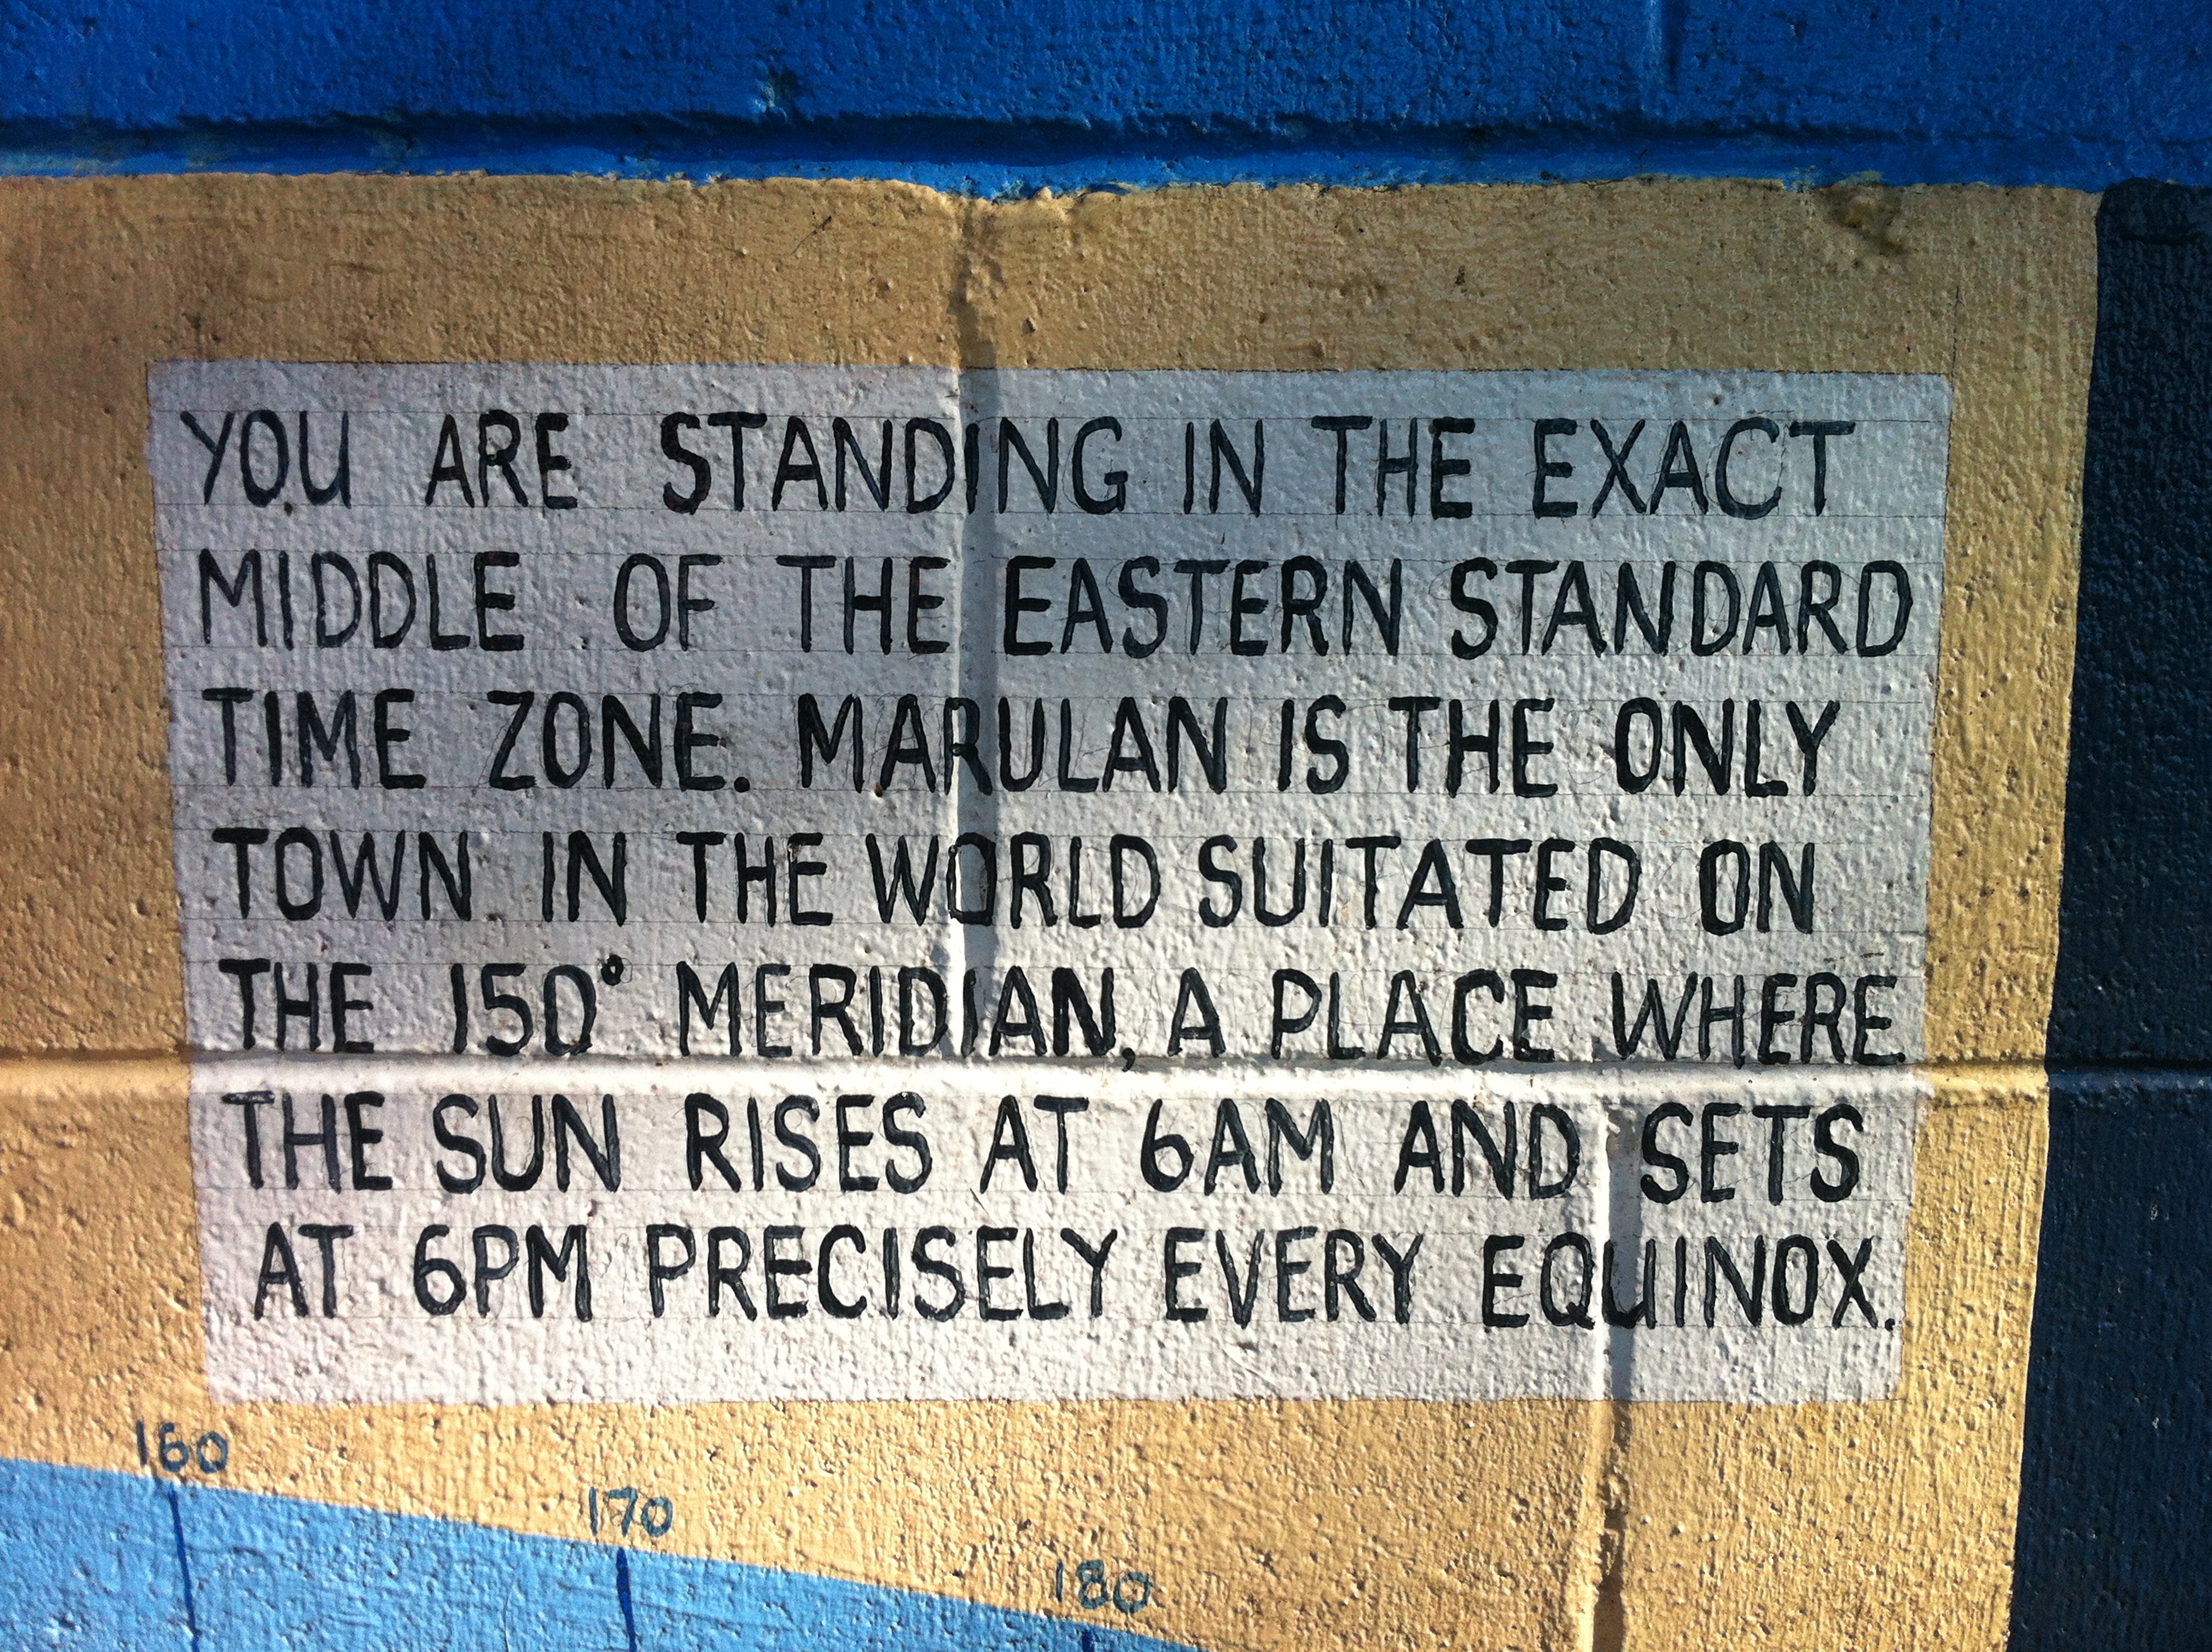 YOU ARE STANDING IN THE EXACT
MIDDLE OF THE EASTERN STANDARD
TIME ZONE. MARULAN IS THE ONLY
TOWN IN THE WORLD SUITATED ON
THE 150° MERIDIAN, A PLACE WHERE
THE SUN RISES AT 6AM AND SETS
AT 6PM PRECISELY EVERY EQUINOX.
160
170
180